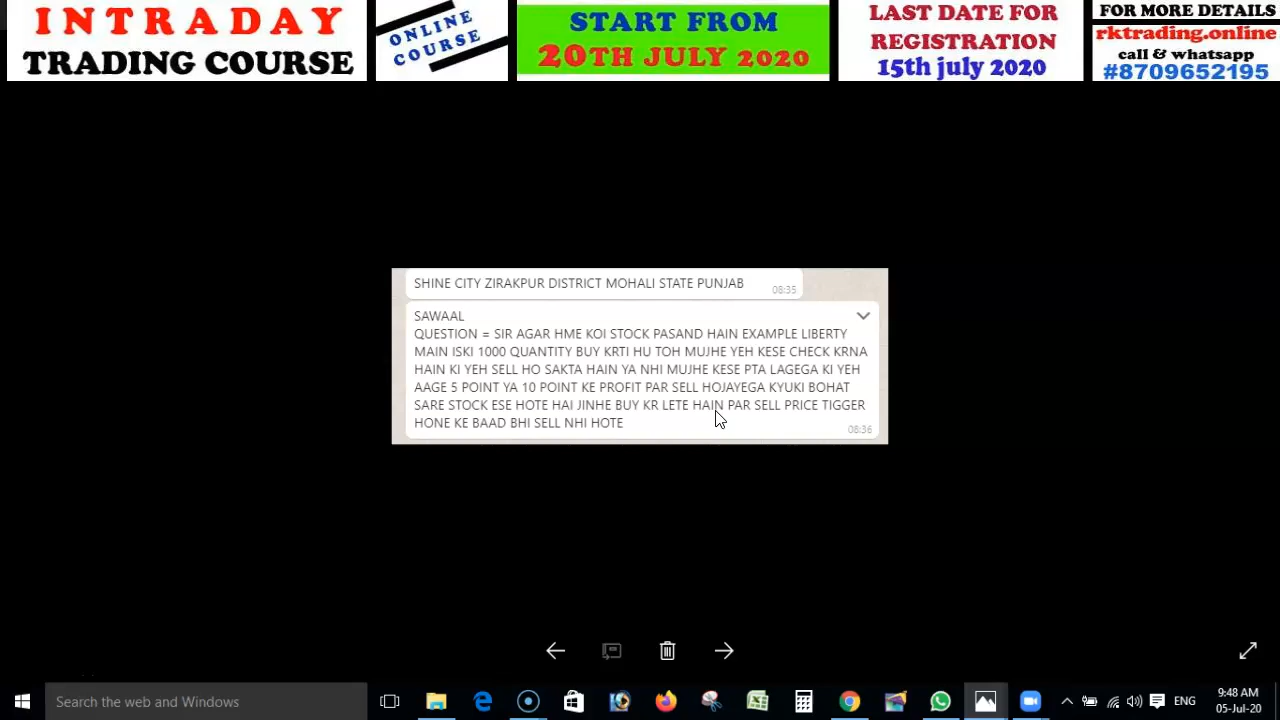 INTRADAY
TRADING COURSE
ONLINE
COURSE
START FROM
20TH JULY 2020
LAST DATE FOR
REGISTRATION
15th july 2020
FOR MORE DETAILS
rktrading.online
call & whatsapp
#8709652195
SHINE CITY ZIRAKPUR DISTRICT MOHALI STATE PUNJAB
08:35
SAWAAL
QUESTION = SIR AGAR HME KOI STOCK PASAND HAIN EXAMPLE LIBERTY
MAIN ISKI 1000 QUANTITY BUY KRTI HU TOH MUJHE YEH KESE CHECK KRNA
HAIN KI YEH SELL HO SAKTA HAIN YA NHI MUJHE KESE PTA LAGEGA KI YEH
AAGE 5 POINT YA 10 POINT KE PROFIT PAR SELL HOJAYEGA KYUKI BOHAT
SARE STOCK ESE HOTE HAI JINHE BUY KR LETE HAIN PAR SELL PRICE TIGGER
HONE KE BAAD BHI SELL NHI HOTE
08:36
Search the web and Windows
ENG
9:48 AM
05-Jul-20